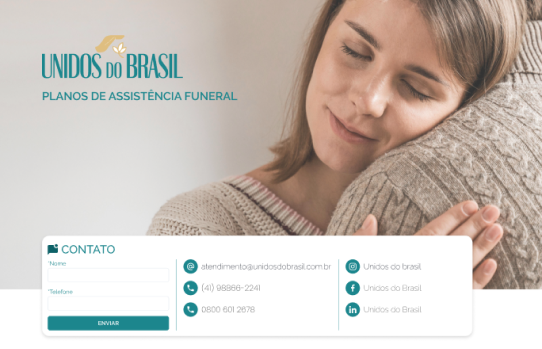 UNIDOS DO BRASIL
PLANOS DE ASSISTÊNCIA FUNERAL
CONTATO
*Nome
*Telefone
ENVIAR
atendimento@unidosdobrasil.com.br
(41) 98866-2241
0800 601 2678
Unidos do brasil
Unidos do Brasil
Unidos do Brasil